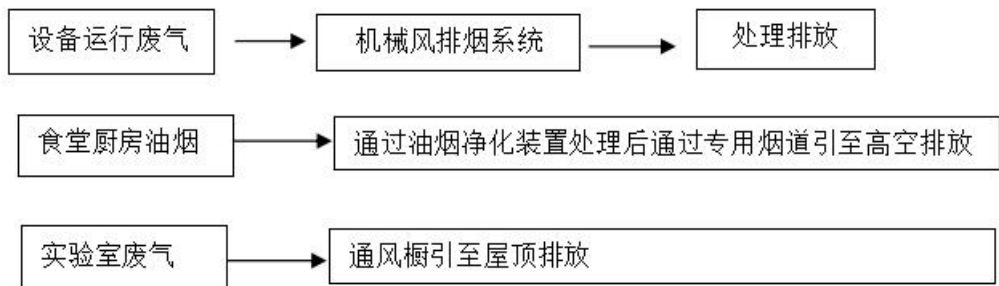 设备运行废气
机械风排烟系统
处理排放
食堂厨房油烟
通过油烟净化装置处理后通过专用烟道引至高空排放
实验室废气
通风橱引至屋顶排放